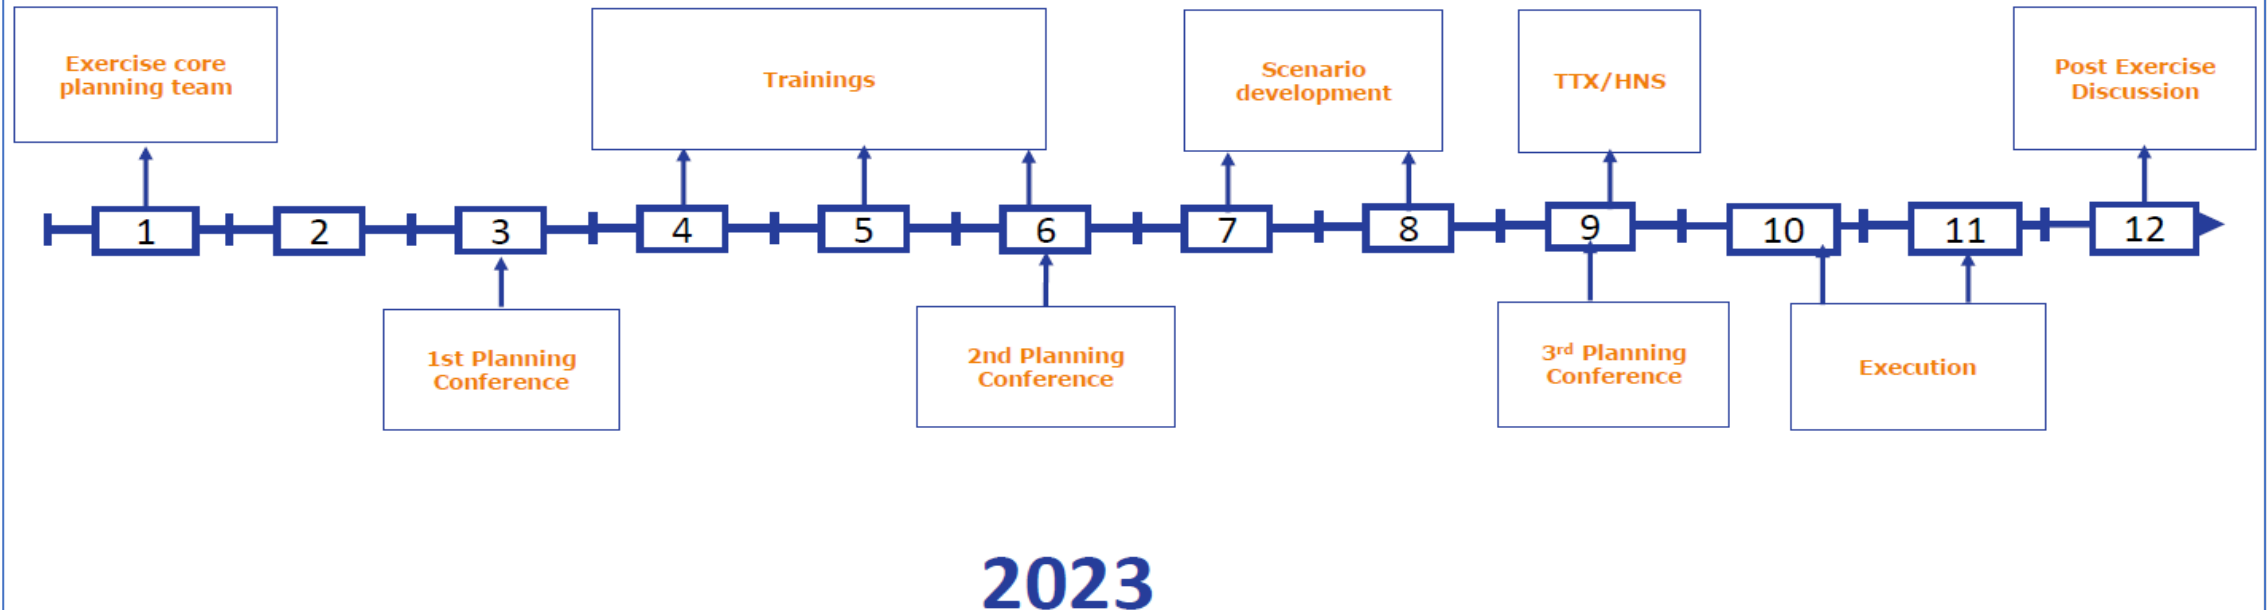 Exercise core
planning team
Trainings
Scenario
development
TTX/HNS
Post Exercise
Discussion
1
2
3
4
5
6
7
8
9
10
11
12
1st Planning
Conference
2nd Planning
Conference
3rd Planning
Conference
Execution
2023